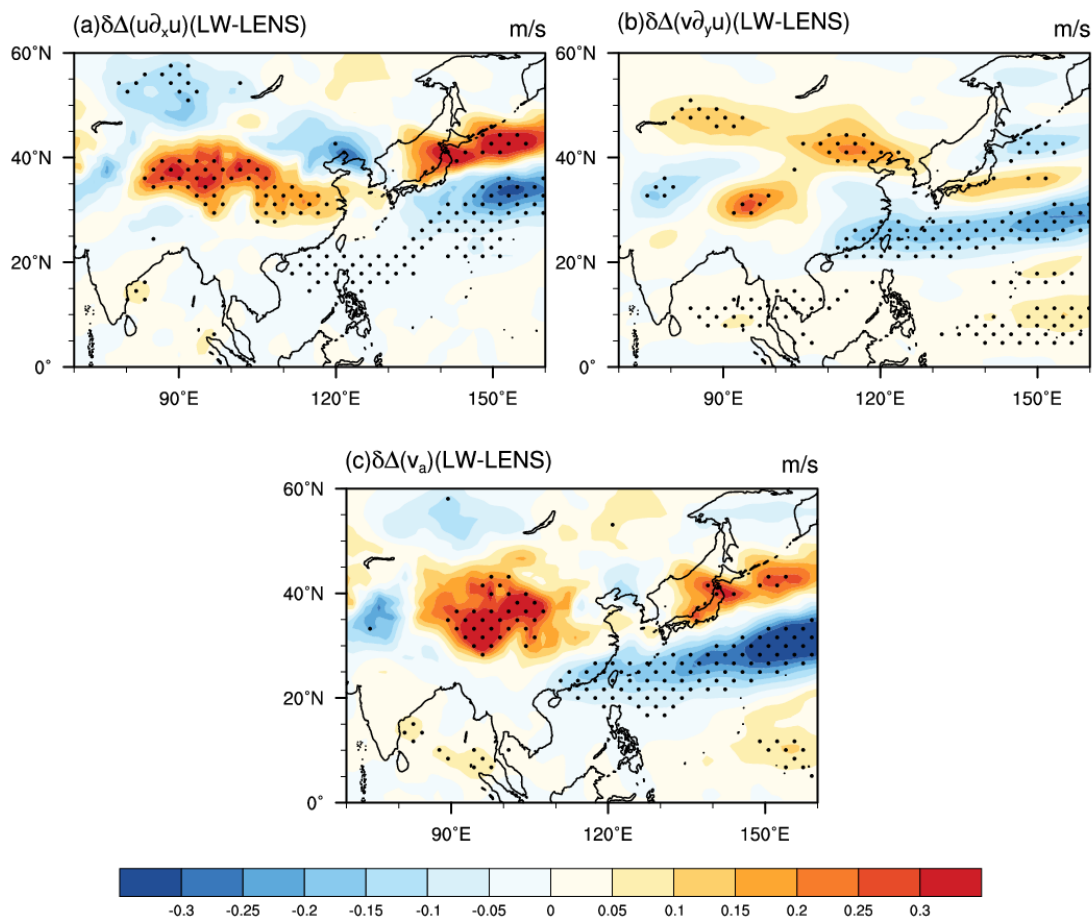 (a)δΔ(u∂ₓu)(LW-LENS) m/s
60°N
40°N
20°N
0°
90°E 120°E 150°E
(b)δΔ(v∂ᵧu)(LW-LENS) m/s
60°N
40°N
20°N
0°
90°E 120°E 150°E
(c)δΔ(vₐ)(LW-LENS) m/s
60°N
40°N
20°N
0°
90°E 120°E 150°E
-0.3 -0.25 -0.2 -0.15 -0.1 -0.05 0 0.05 0.1 0.15 0.2 0.25 0.3